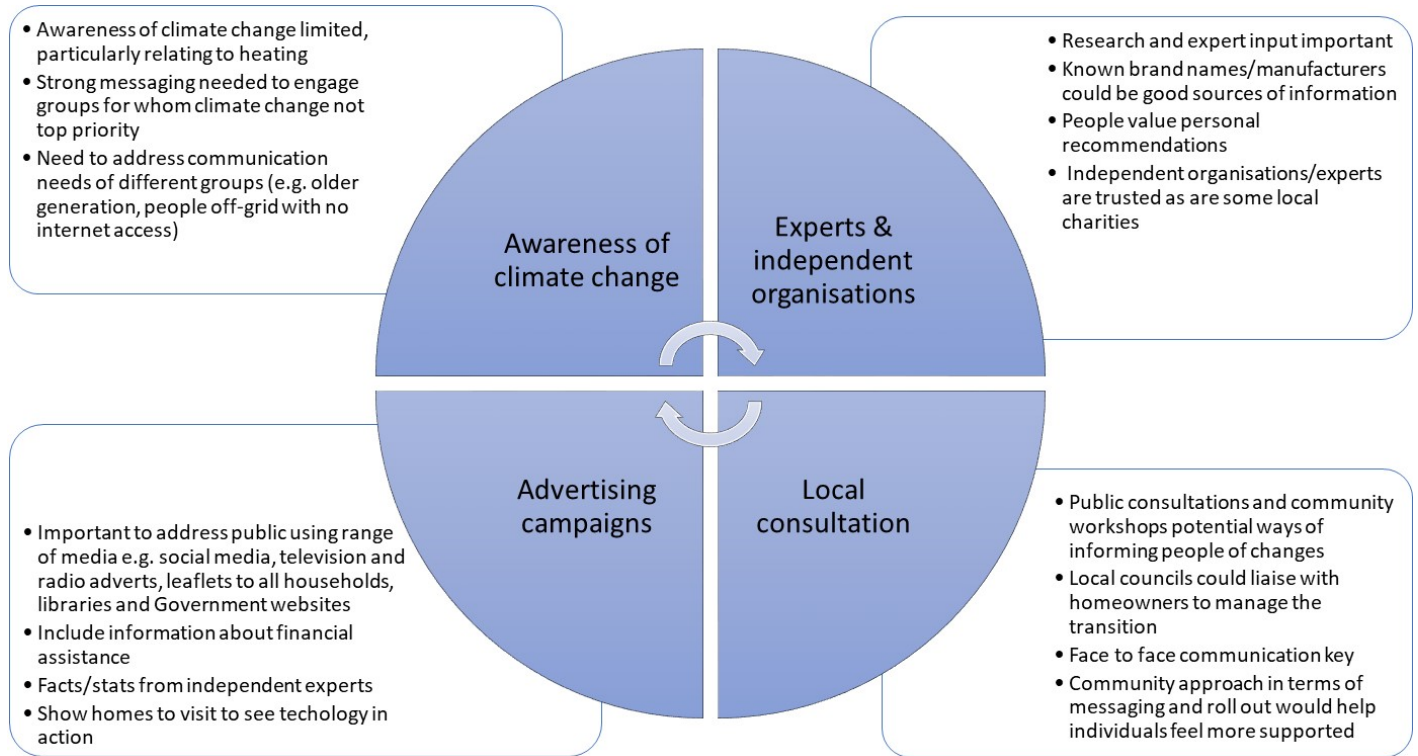 • Awareness of climate change limited,
particularly relating to heating
• Strong messaging needed to engage
groups for whom climate change not
top priority
• Need to address communication
needs of different groups (e.g. older
generation, people off-grid with no
internet access)
• Research and expert input important
• Known brand names/manufacturers
could be good sources of information
• People value personal
recommendations
• Independent organisations/experts
are trusted as are some local
charities
Awareness of
climate change
Experts &
independent
organisations
Advertising
campaigns
Local
consultation
• Important to address public using range
of media e.g. social media, television and
radio adverts, leaflets to all households,
libraries and Government websites
• Include information about financial
assistance
• Facts/stats from independent experts
• Show homes to visit to see techology in
action
• Public consultations and community
workshops potential ways of
informing people of changes
• Local councils could liaise with
homeowners to manage the
transition
• Face to face communication key
• Community approach in terms of
messaging and roll out would help
individuals feel more supported